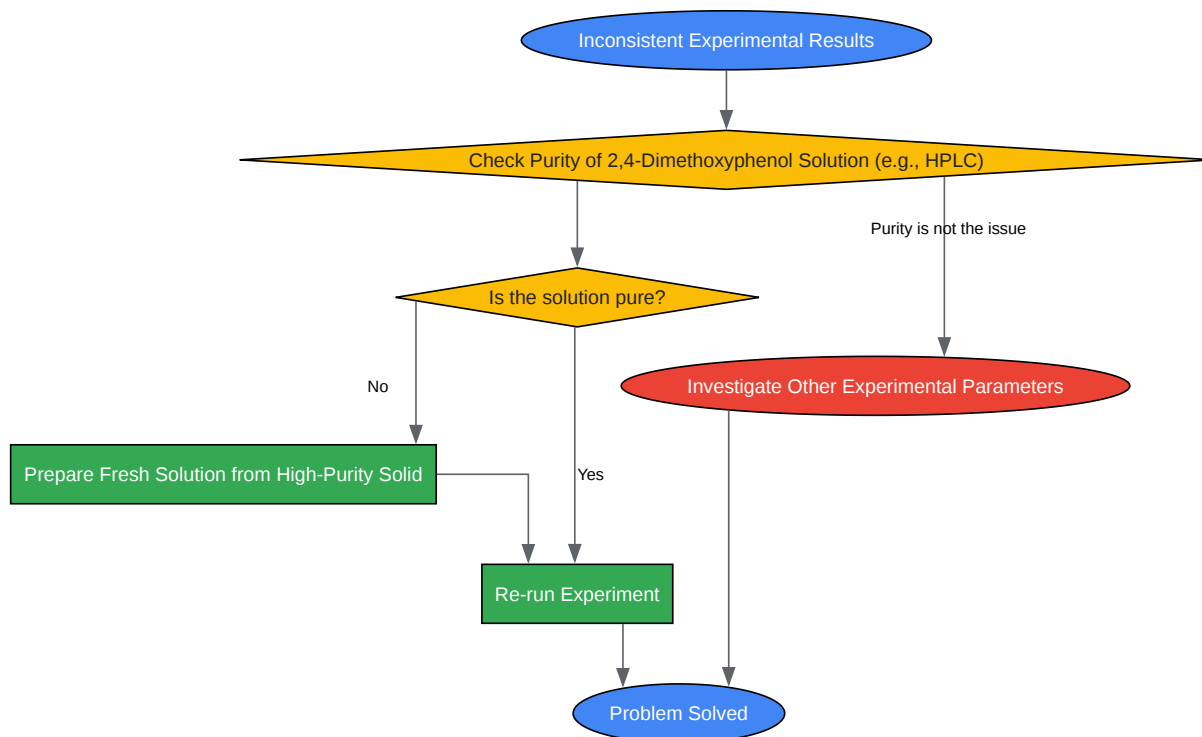 Inconsistent Experimental Results
Check Purity of 2,4-Dimethoxyphenol Solution (e.g., HPLC)
Purity is not the issue
Is the solution pure?
No
Investigate Other Experimental Parameters
Prepare Fresh Solution from High-Purity Solid
Yes
Re-run Experiment
Problem Solved